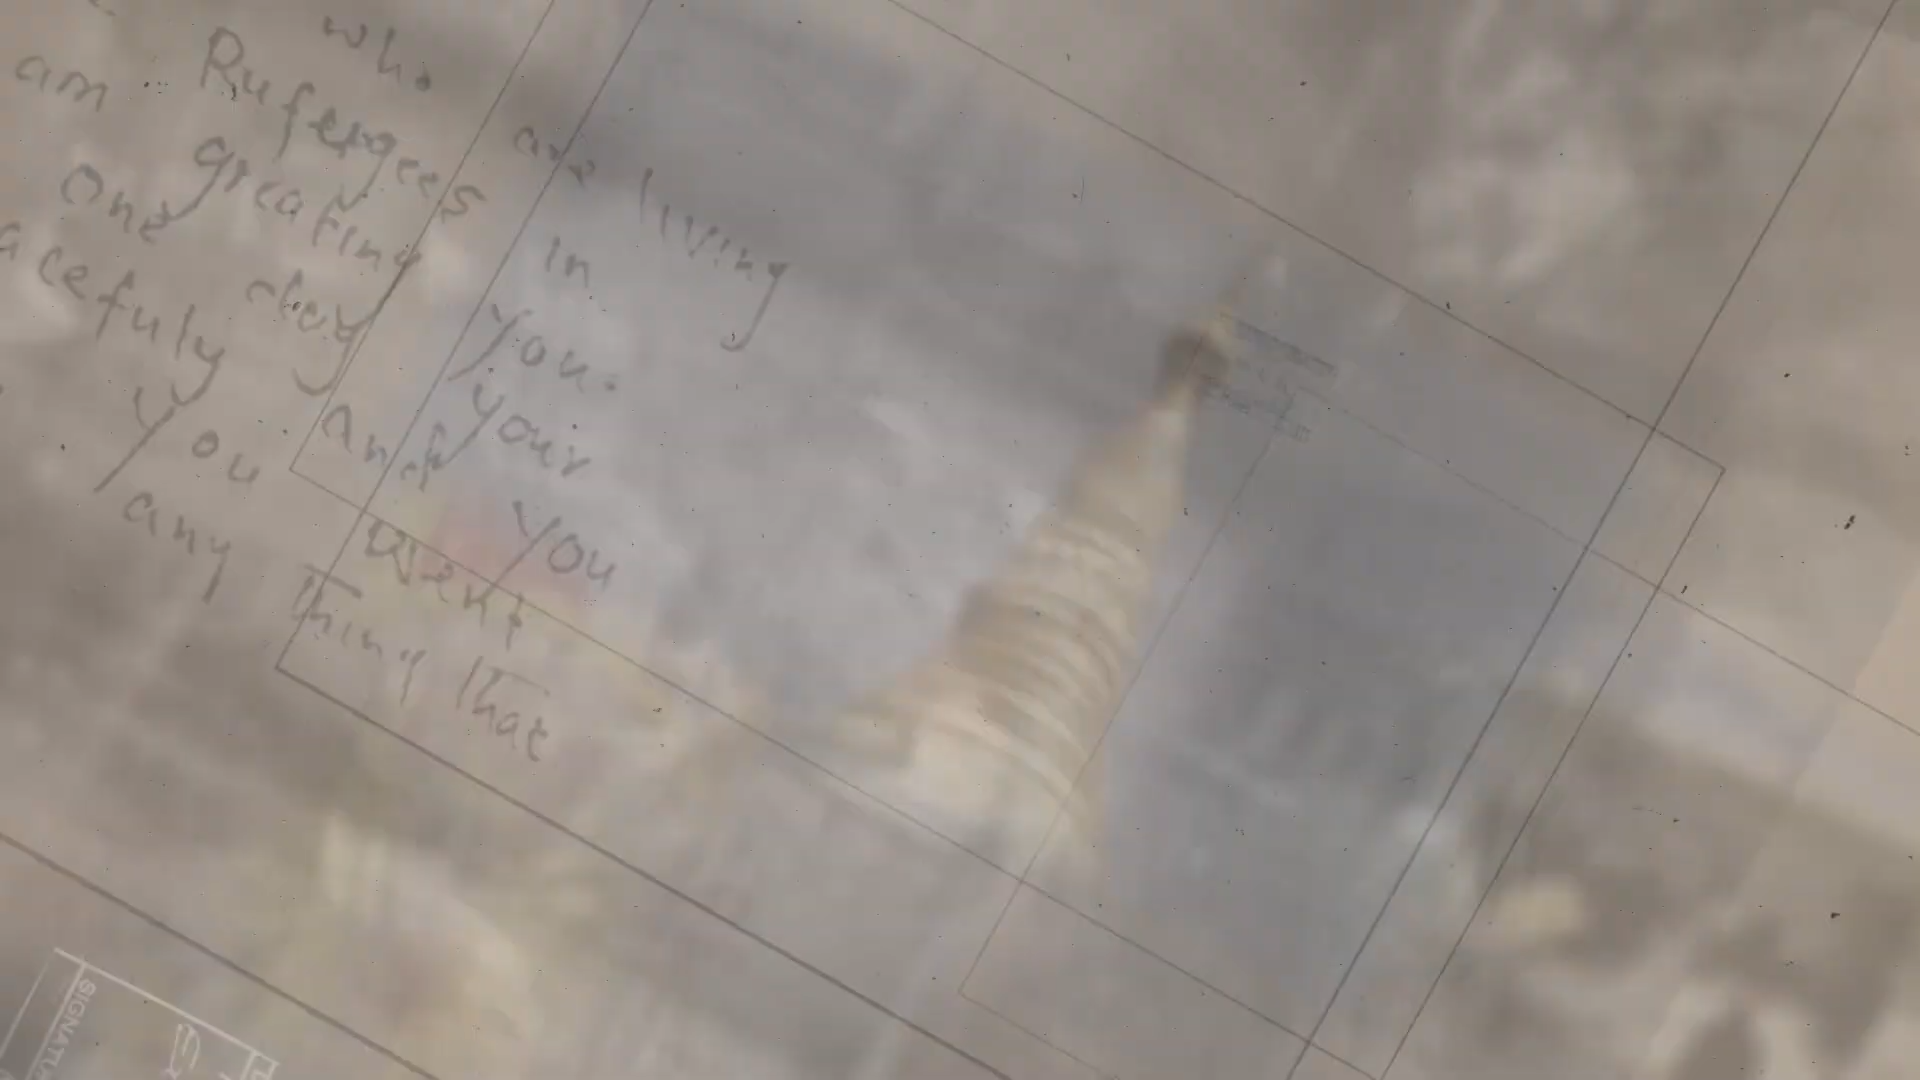 who are living
am Rufergees in
greating you.
one day your
acefuly And you
you went
any thing that
SIGNATU